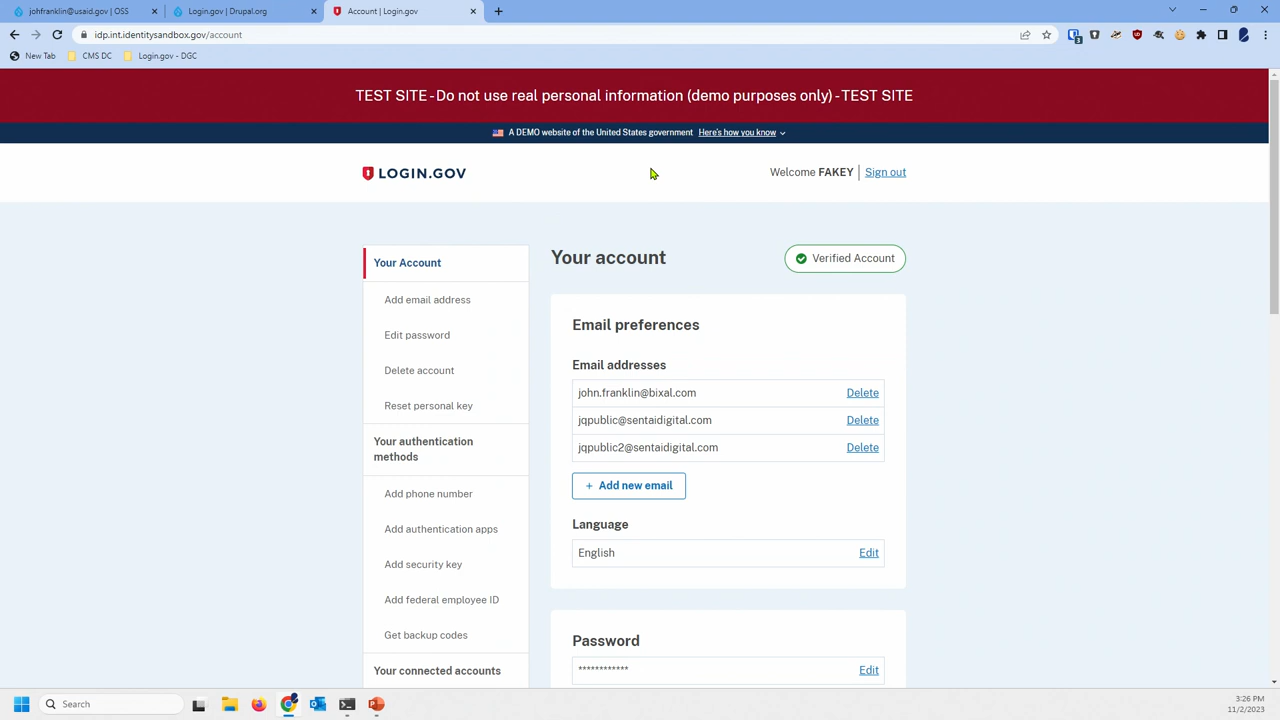 johfrankin@usaid.gov | OSS
Login.gov | Drupal.org
Account | Login.gov
idp.int.identitysandbox.gov/account
New Tab
CMS DC
Login.gov - DGC
TEST SITE - Do not use real personal information (demo purposes only) - TEST SITE
A DEMO website of the United States government Here's how you know
LOGIN.GOV
Welcome FAKEY
Sign out
Your Account
Add email address
Edit password
Delete account
Reset personal key
Your authentication
methods
Add phone number
Add authentication apps
Add security key
Add federal employee ID
Get backup codes
Your connected accounts
Your account
Verified Account
Email preferences
Email addresses
john.franklin@bixal.com Delete
jqpublic@sentaidigital.com Delete
jqpublic2@sentaidigital.com Delete
+ Add new email
Language
English Edit
Password
************ Edit
Search
3:26 PM
11/2/2023